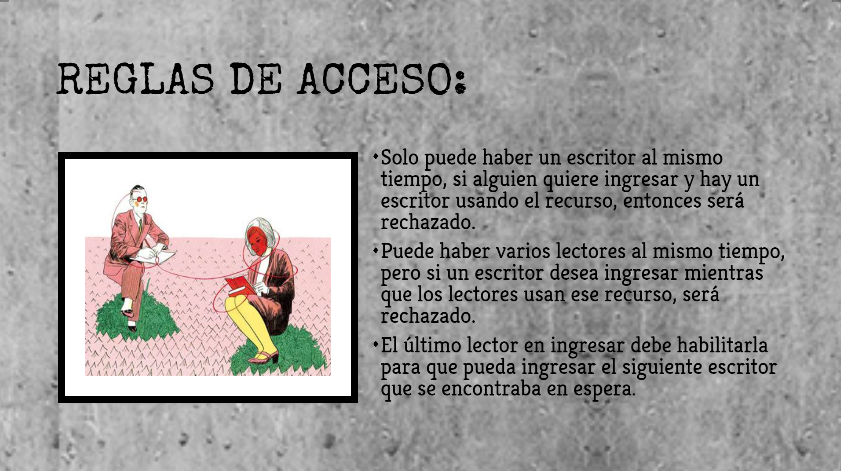 REGLAS DE ACCESO:
•Solo puede haber un escritor al mismo
tiempo, si alguien quiere ingresar y hay un
escritor usando el recurso, entonces será
rechazado.
•Puede haber varios lectores al mismo tiempo,
pero si un escritor desea ingresar mientras
que los lectores usan ese recurso, será
rechazado.
•El último lector en ingresar debe habilitarla
para que pueda ingresar el siguiente escritor
que se encontraba en espera.